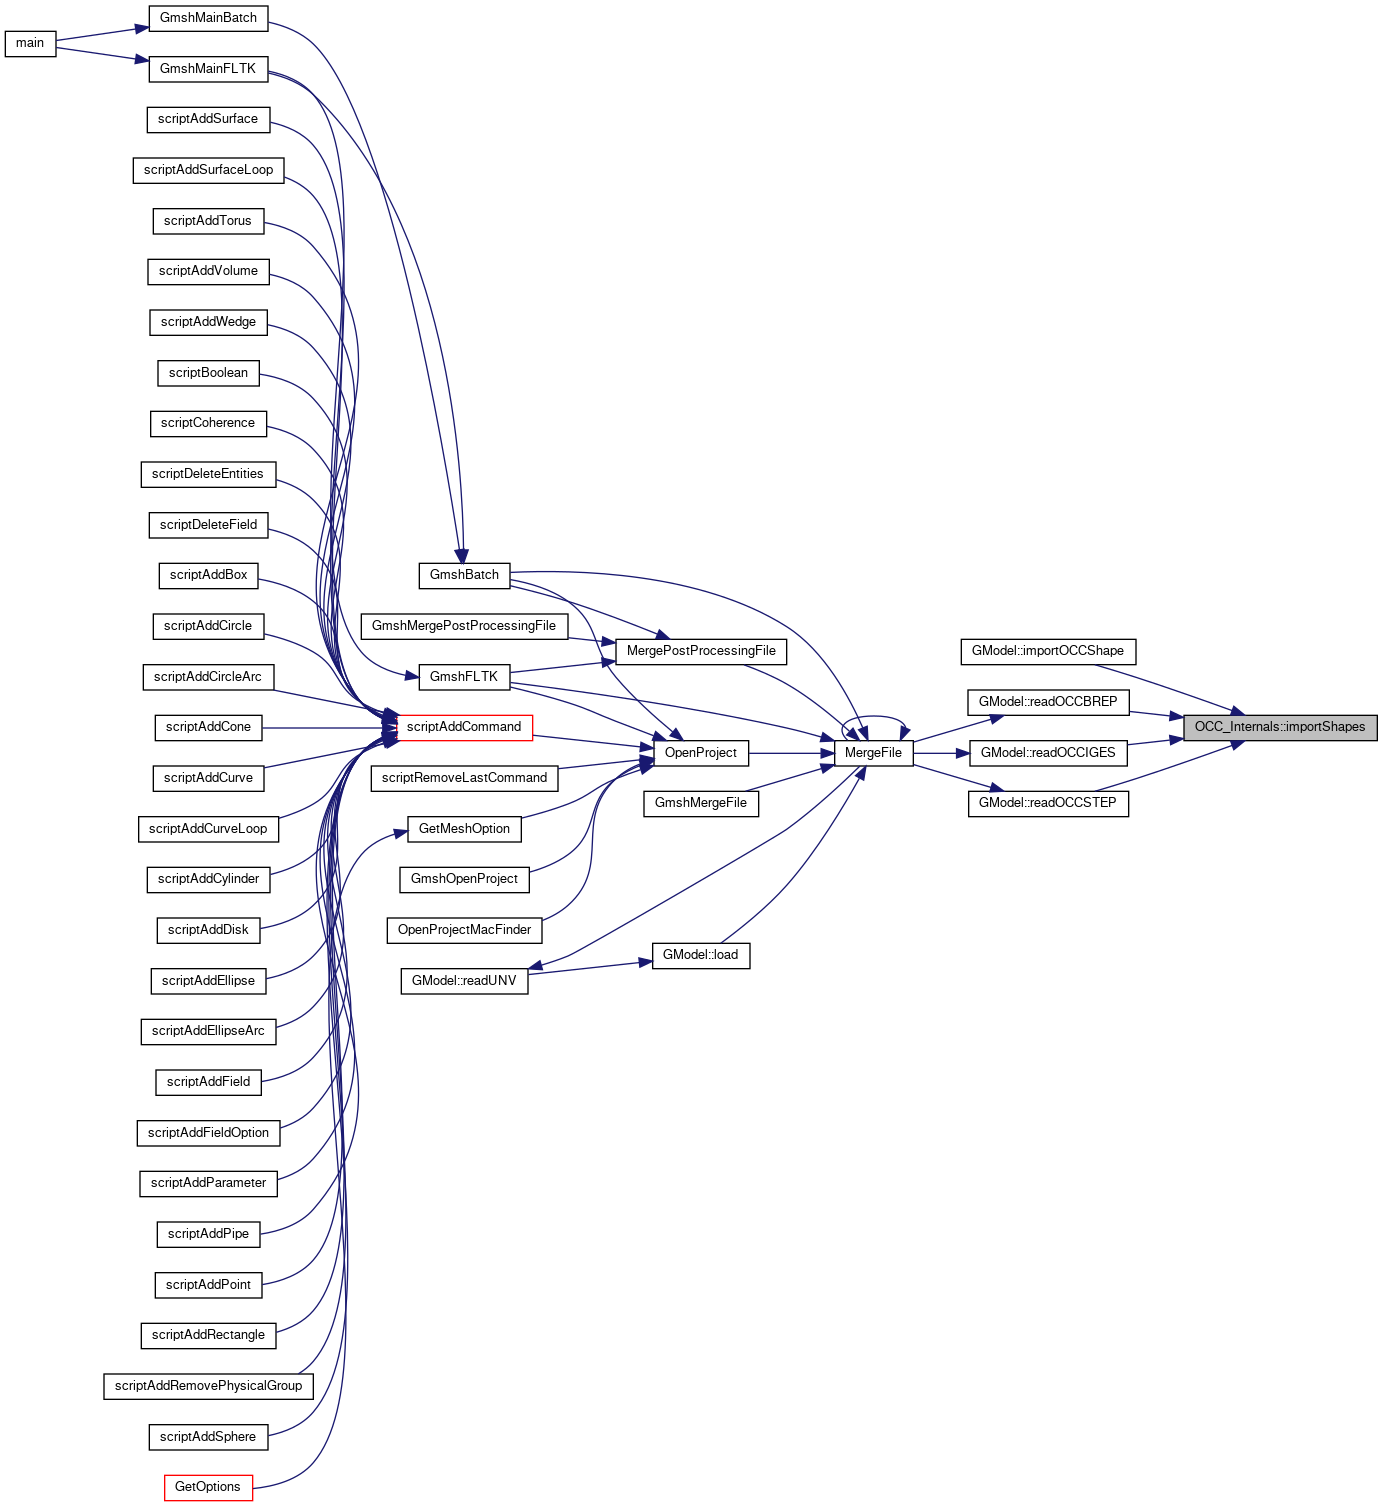 main
GmshMainBatch
GmshMainFLTK
scriptAddSurface
scriptAddSurfaceLoop
scriptAddTorus
scriptAddVolume
scriptAddWedge
scriptBoolean
scriptCoherence
scriptDeleteEntities
scriptDeleteField
scriptAddBox
scriptAddCircle
scriptAddCircleArc
scriptAddCone
scriptAddCurve
scriptAddCurveLoop
scriptAddCylinder
scriptAddDisk
scriptAddEllipse
scriptAddEllipseArc
scriptAddField
scriptAddFieldOption
scriptAddParameter
scriptAddPipe
scriptAddPoint
scriptAddRectangle
scriptAddRemovePhysicalGroup
scriptAddSphere
GetOptions
GmshBatch
GmshMergePostProcessingFile
GmshFLTK
scriptAddCommand
scriptRemoveLastCommand
GetMeshOption
GmshOpenProject
OpenProjectMacFinder
GModel::readUNV
MergePostProcessingFile
OpenProject
GmshMergeFile
GModel::load
MergeFile
GModel::importOCCShape
GModel::readOCCBREP
GModel::readOCCIGES
GModel::readOCCSTEP
OCC_Internals::importShapes